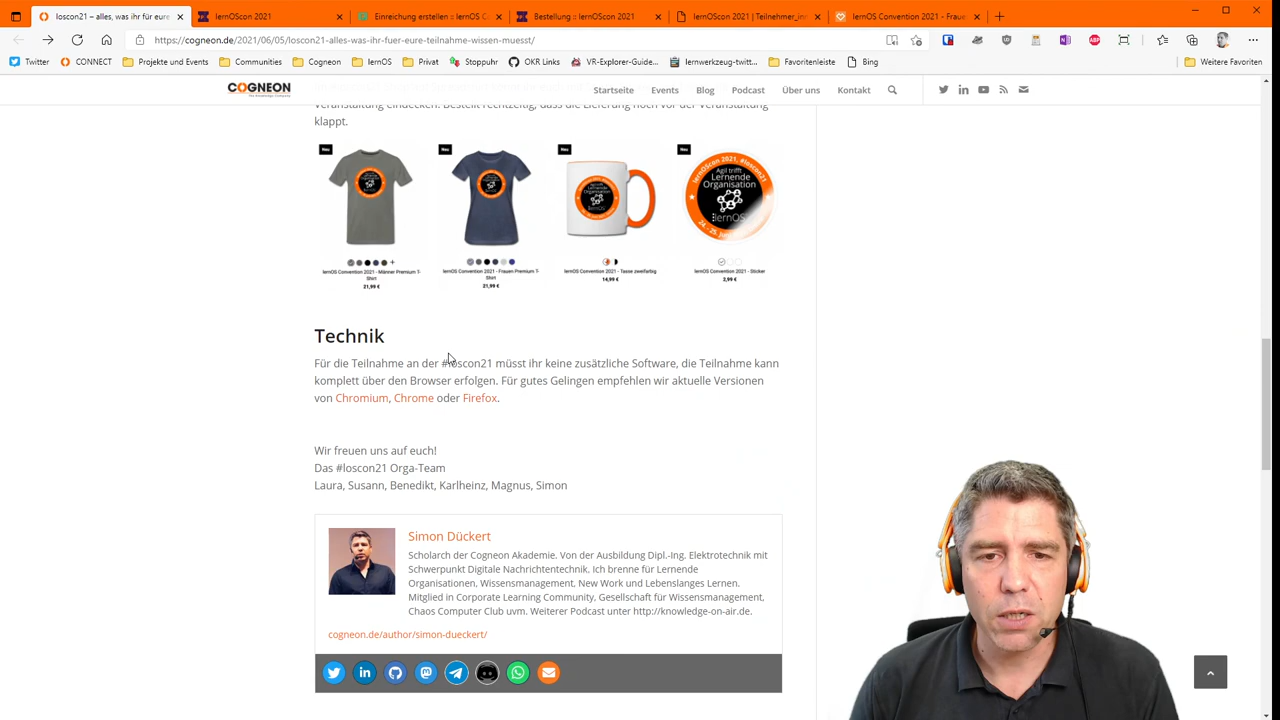 loscon21 – alles, was ihr für eure
lernOScon 2021
Einreichung erstellen :: lernOS C
Bestellung :: lernOScon 2021
lernOScon 2021 | Teilnehmer_in
lernOS Convention 2021 - Fraue
https://cogneon.de/2021/06/05/loscon21-alles-was-ihr-fuer-eure-teilnahme-wissen-muesst/
Twitter CONNECT Projekte und Events Communities Cogneon lernOS Privat Stoppuhr OKR Links VR-Explorer-Guide... lernwerkzeug-twitt... Favoritenleiste Bing Weitere Favoriten
COGNEON
Startseite Events Blog Podcast Über uns Kontakt
Veranstaltung eindecken. Bestellt rechtzeitig, dass die Lieferung noch vor der Veranstaltung
klappt.
Neu Neu Neu Neu
lernOScon 2021, #loscon21
Agil trifft
Lernende
Organisation
lernOS
lernOS Convention 2021 - Männer Premium T-
Shirt
21,99 €
lernOS Convention 2021 - Frauen Premium T-
Shirt
21,99 €
lernOS Convention 2021 - Tasse zweifarbig
14,99 €
lernOS Convention 2021 - Sticker
2,99 €
Technik
Für die Teilnahme an der #loscon21 müsst ihr keine zusätzliche Software, die Teilnahme kann
komplett über den Browser erfolgen. Für gutes Gelingen empfehlen wir aktuelle Versionen
von Chromium, Chrome oder Firefox.
Wir freuen uns auf euch!
Das #loscon21 Orga-Team
Laura, Susann, Benedikt, Karlheinz, Magnus, Simon
Simon Dückert
Scholarch der Cogneon Akademie. Von der Ausbildung Dipl.-Ing. Elektrotechnik mit
Schwerpunkt Digitale Nachrichtentechnik. Ich brenne für Lernende
Organisationen, Wissensmanagement, New Work und Lebenslanges Lernen.
Mitglied in Corporate Learning Community, Gesellschaft für Wissensmanagement,
Chaos Computer Club uvm. Weiterer Podcast unter http://knowledge-on-air.de.
cogneon.de/author/simon-dueckert/